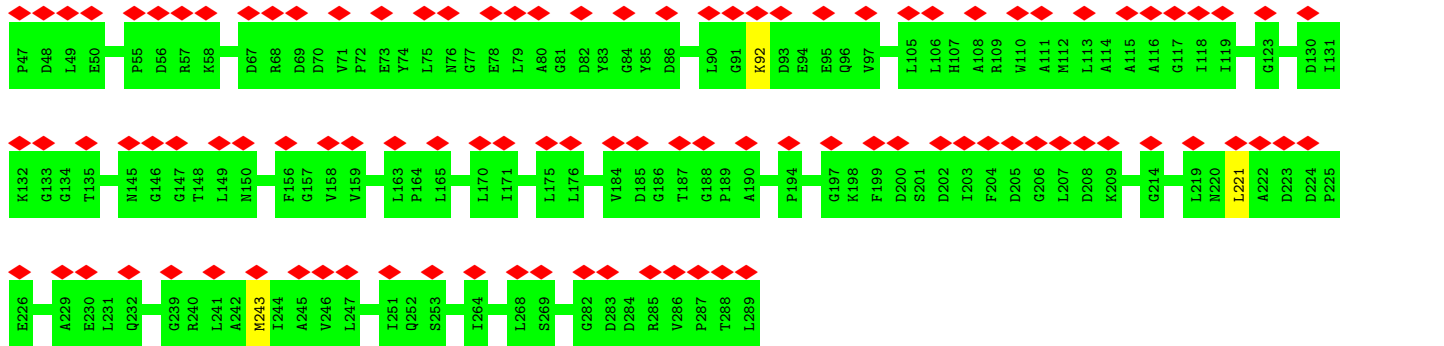 P47 D48 L49 E50 P55 D56 R57 K58 D67 R68 D69 D70 V71 P72 E73 Y74 L75 N76 G77 E78 L79 A80 G81 D82 Y83 G84 Y85 D86 L90 G91 K92 D93 E94 E95 Q96 V97 L105 L106 H107 A108 R109 W110 A111 M112 L113 A114 A115 A116 G117 I118 I119 G123 D130 I131
K132 G133 G134 T135 N145 G146 G147 T148 L149 N150 F156 G157 V158 V159 L163 P164 L165 L170 I171 L175 L176 V184 D185 G186 T187 G188 P189 A190 P194 G197 K198 F199 D200 S201 D202 I203 F204 D205 G206 L207 D208 K209 G214 L219 N220 L221 A222 D223 D224 P225
E226 A229 E230 L231 Q232 G239 R240 L241 A242 M243 I244 A245 V246 L247 I251 Q252 S253 I264 L268 S269 G282 D283 D284 R285 V286 P287 T288 L289